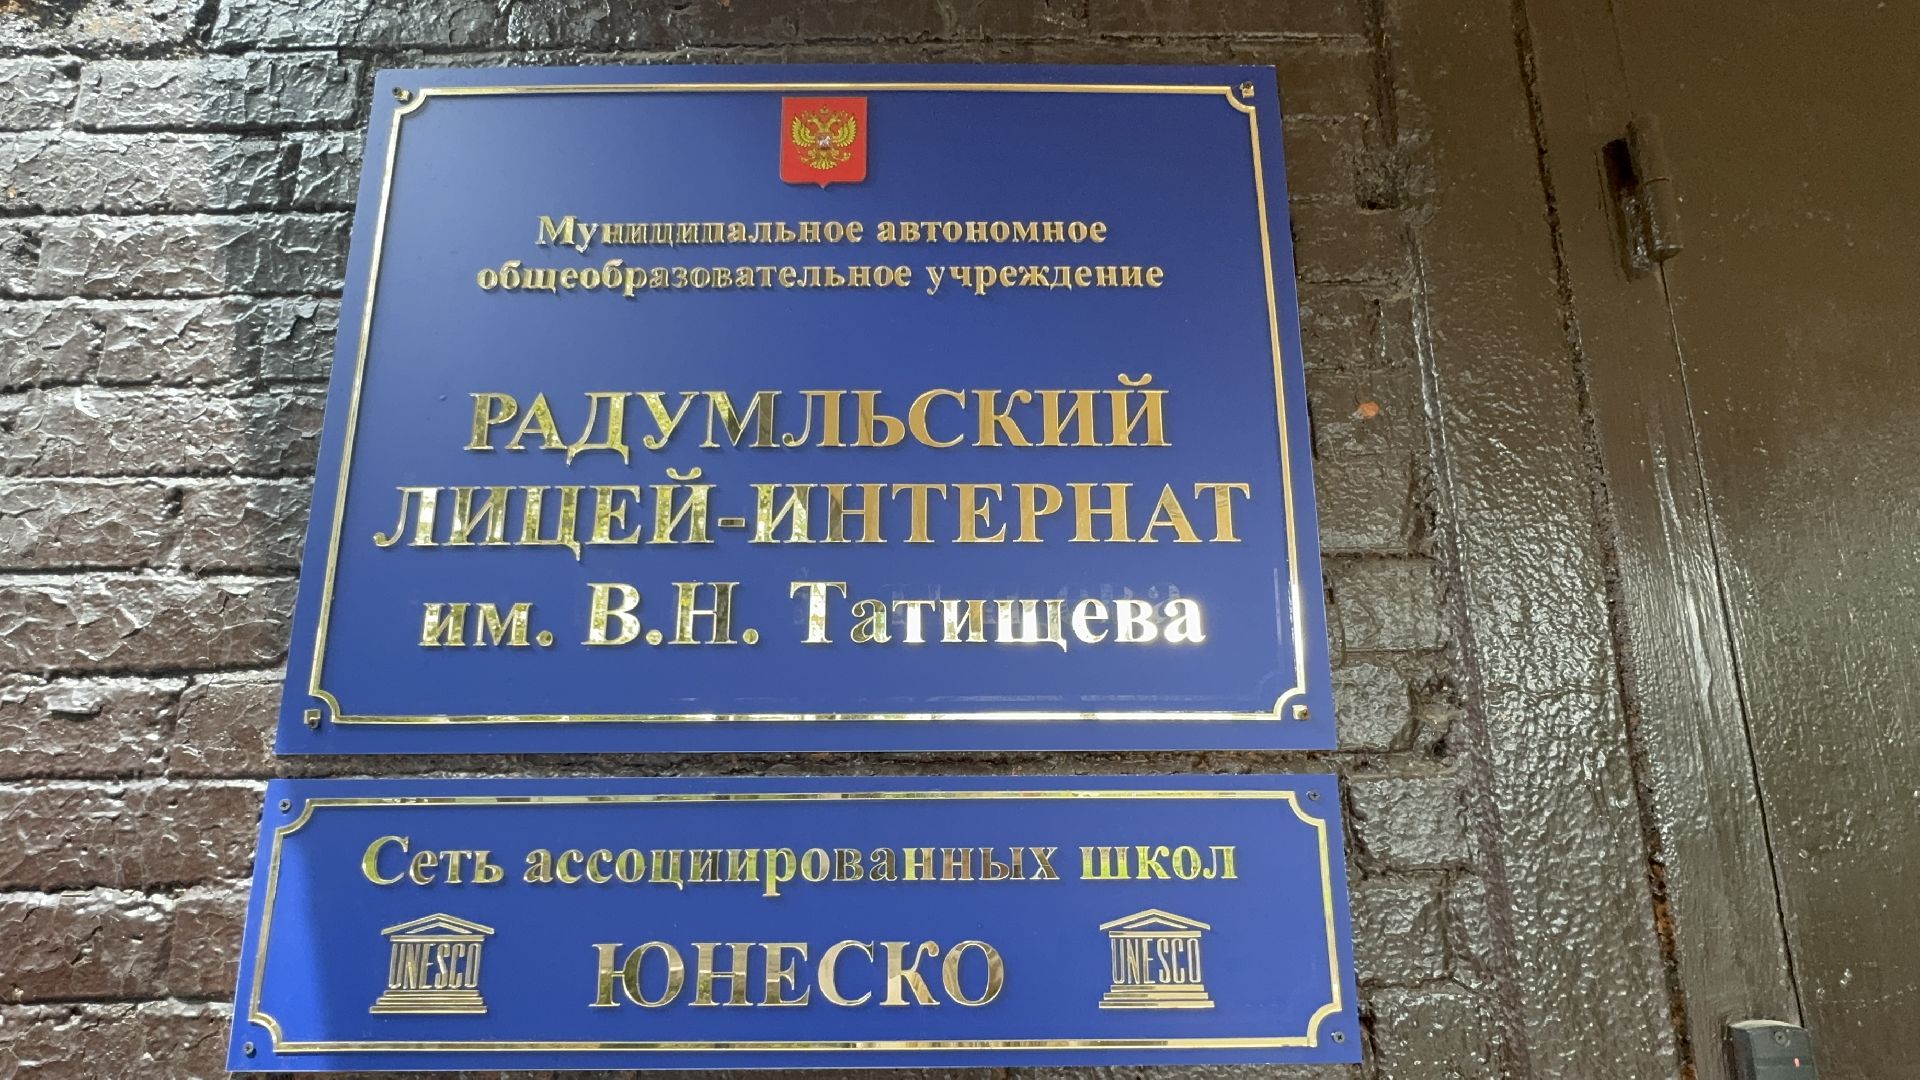 Муниципальное автономное
общеобразовательное учреждение
РАДУМЛЬСКИЙ
ЛИЦЕЙ-ИНТЕРНАТ
им. В.Н. Татищева
Сеть ассоциированных школ
UNESCO ЮНЕСКО UNESCO